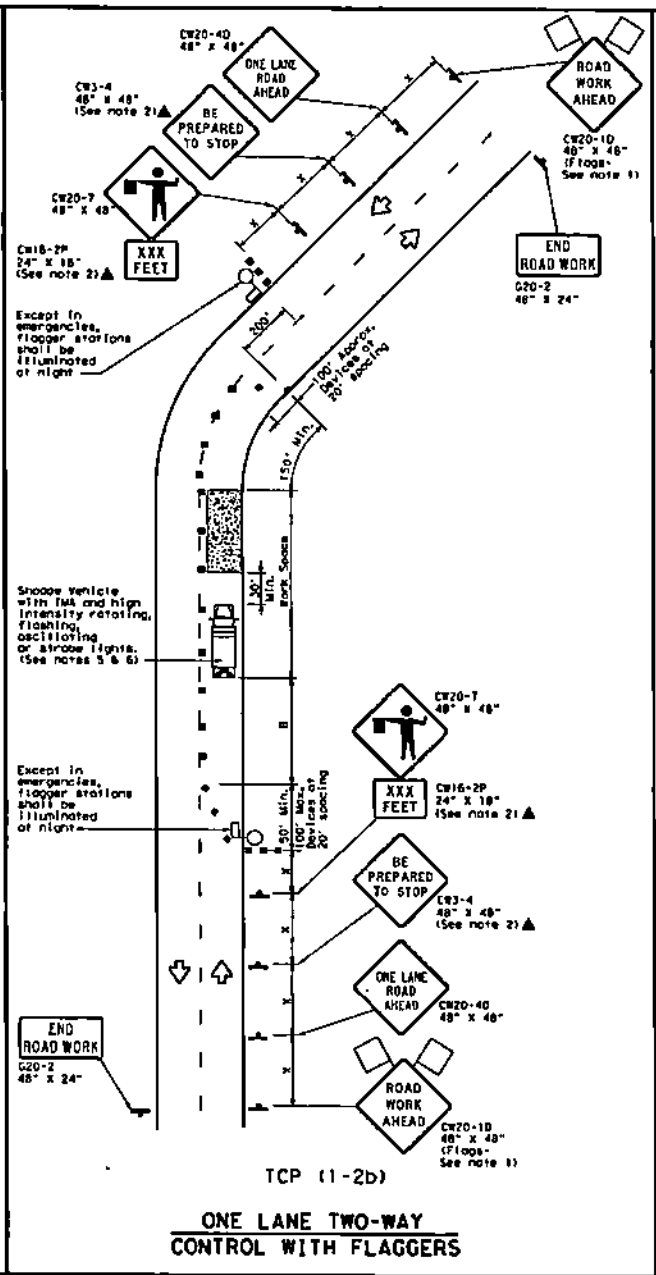 CW20-4D
48" X 48"
ONE LANE
ROAD
AHEAD
CW3-4
48" X 48"
(See note 2)▲
BE
PREPARED
TO STOP
ROAD
WORK
AHEAD
CW20-1D
48" X 48"
(Flags-
See note 1)
CW20-7
48" X 48"
XXX
FEET
CW16-2P
24" X 18"
(See note 2)▲
END
ROAD WORK
G20-2
48" X 24"
X
X
X
X
Except in
emergencies,
flagger stations
shall be
illuminated
at night
200'
100' Approx.
Devices at
20' spacing
150' Min.
Work Space
30'
Min.
Shadow Vehicle
with TMA and high
intensity rotating,
flashing,
oscillating
or strobe lights.
(See notes 5 & 6)
B
CW20-7
48" X 48"
XXX
FEET
CW16-2P
24" X 18"
(See note 2)▲
Except in
emergencies,
flagger stations
shall be
illuminated
at night
50' Min.
100' Max.
Devices at
20' spacing
X
X
X
X
BE
PREPARED
TO STOP
CW3-4
48" X 48"
(See note 2)▲
ONE LANE
ROAD
AHEAD
CW20-4D
48" X 48"
END
ROAD WORK
G20-2
48" X 24"
ROAD
WORK
AHEAD
CW20-1D
48" X 48"
(Flags-
See note 1)
TCP (1-2b)
ONE LANE TWO-WAY
CONTROL WITH FLAGGERS